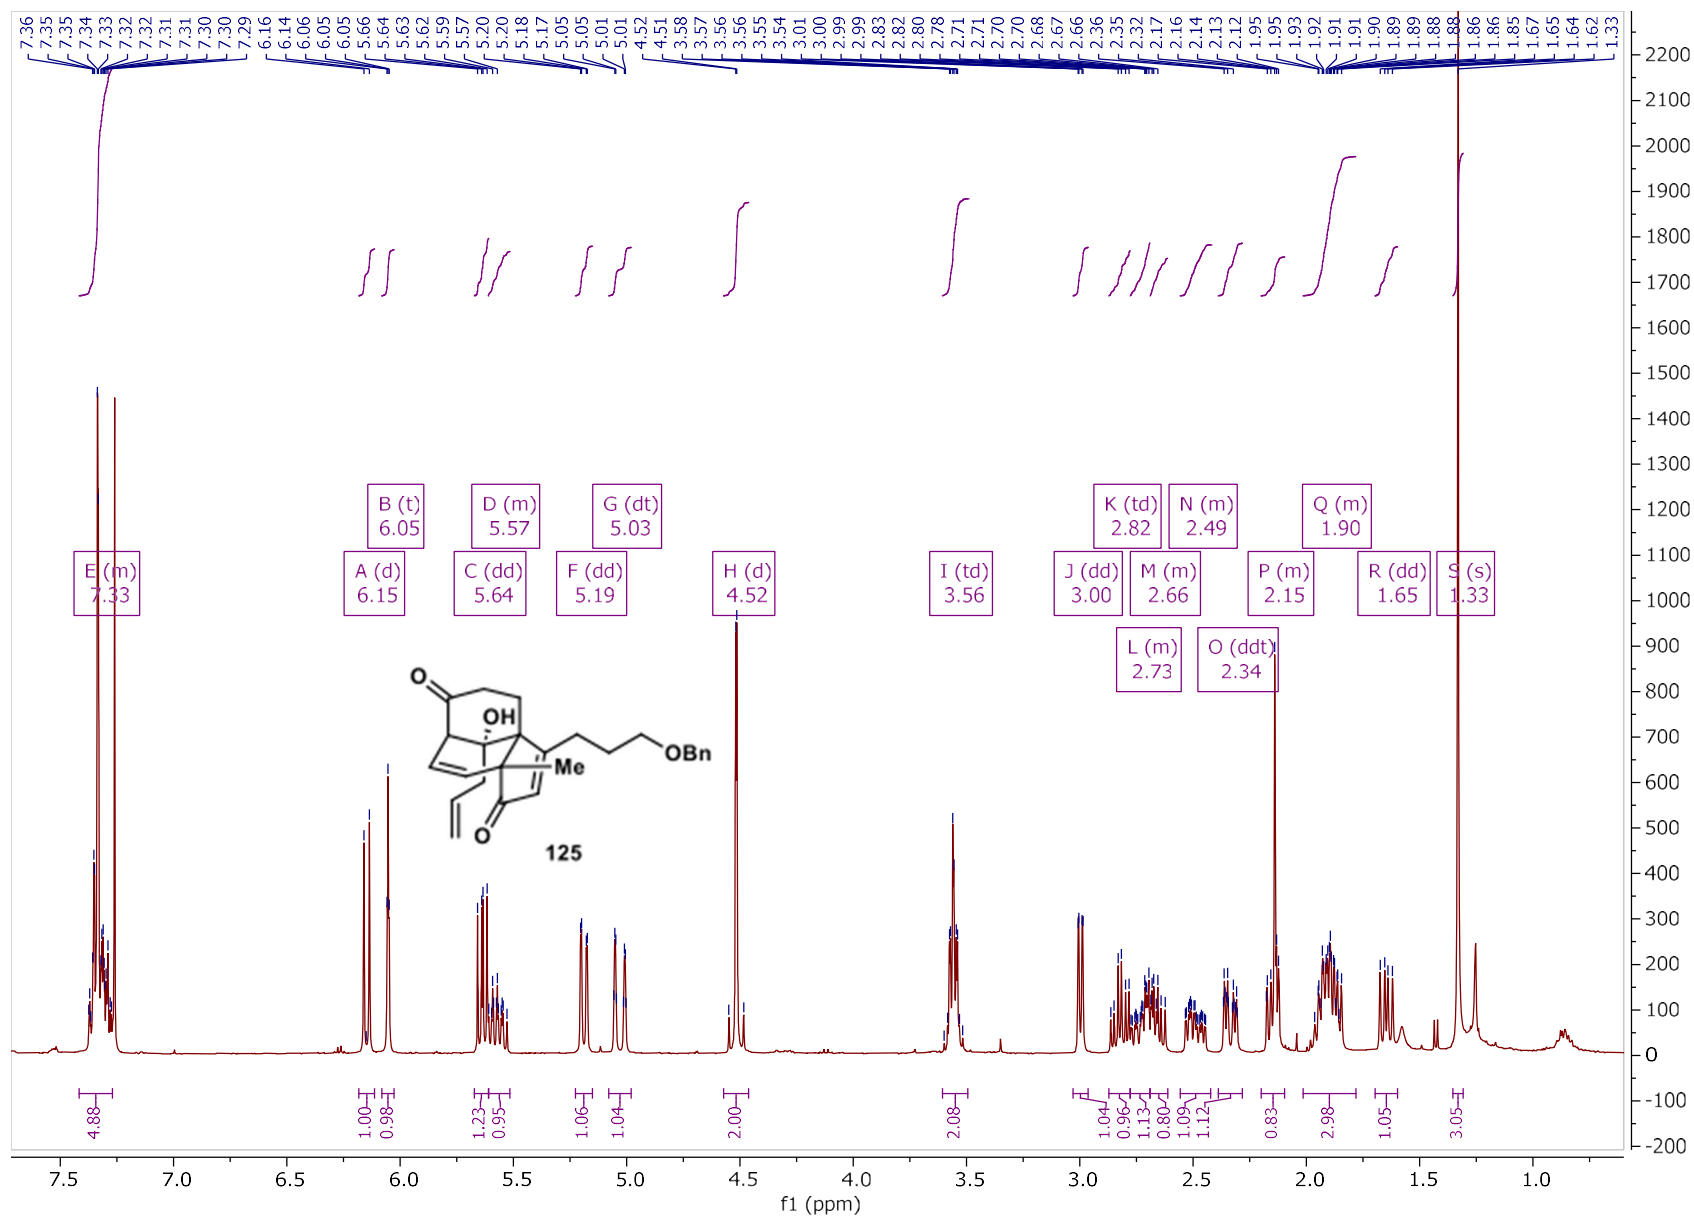 7.36 7.35 7.35 7.34 7.33 7.32 7.32 7.31 7.31 7.30 7.30 7.29 6.16 6.14 6.06 6.05 6.05 5.66 5.64 5.63 5.62 5.59 5.57 5.20 5.20 5.18 5.17 5.05 5.05 5.01 5.01 4.52 4.51 3.58 3.57 3.56 3.56 3.55 3.54 3.01 3.00 2.99 2.99 2.83 2.82 2.80 2.78 2.71 2.71 2.70 2.70 2.68 2.67 2.66 2.36 2.35 2.32 2.17 2.16 2.14 2.13 2.12 1.95 1.95 1.93 1.92 1.91 1.91 1.90 1.89 1.89 1.88 1.88 1.86 1.86 1.85 1.67 1.65 1.64 1.62 1.33
2200
2100
2000
1900
1800
1700
1600
1500
1400
1300
1200
1100
1000
900
800
700
600
500
400
300
200
100
0
-100
-200
B (t)
6.05
D (m)
5.57
G (dt)
5.03
K (td)
2.82
N (m)
2.49
Q (m)
1.90
E (m)
7.33
A (d)
6.15
C (dd)
5.64
F (dd)
5.19
H (d)
4.52
I (td)
3.56
J (dd)
3.00
M (m)
2.66
P (m)
2.15
R (dd)
1.65
S (s)
1.33
L (m)
2.73
O (ddt)
2.34
O
OH
OBn
Me
O
125
4.88 1.00 0.98 1.23 0.95 1.06 1.04 2.00 2.08 1.04 0.96 1.13 0.80 1.09 1.12 0.83 2.98 1.05 3.05
7.5 7.0 6.5 6.0 5.5 5.0 4.5 4.0 3.5 3.0 2.5 2.0 1.5 1.0
f1 (ppm)